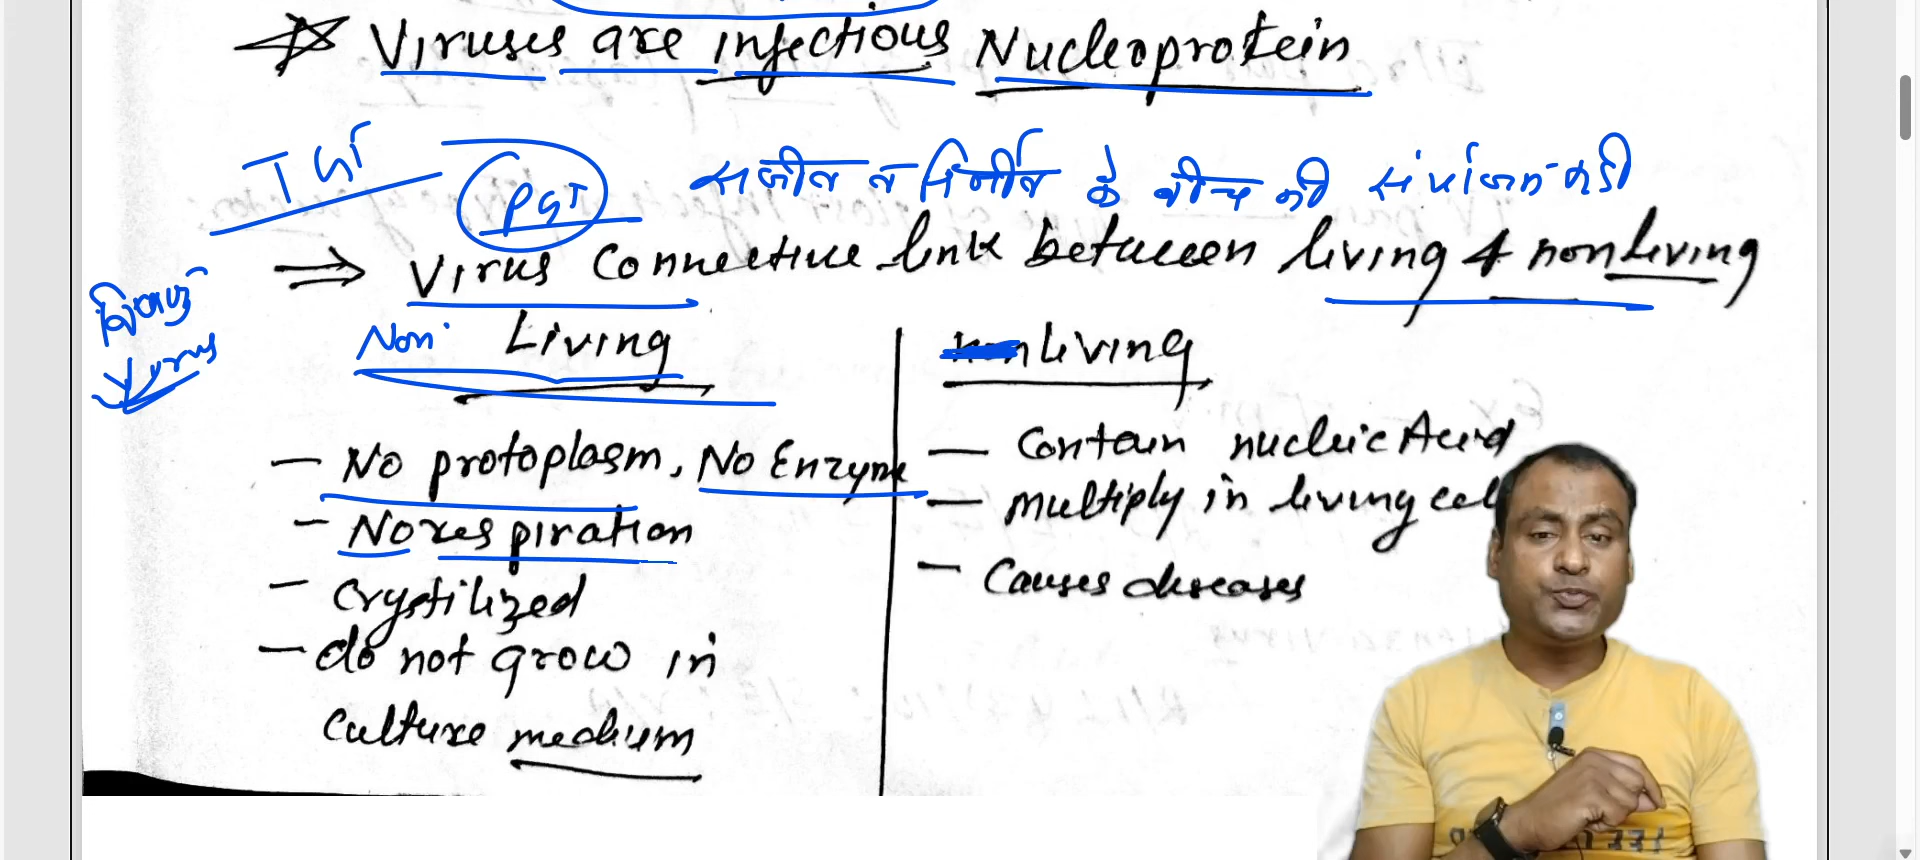 Viruses are infectious Nucleoprotein
TGT PGT सजीव व निर्जीव के बीच की संयोजन कड़ी
⇒ Virus Connective link between living & nonliving
विषाणु
Virus
Non Living
Living
— No protoplasm, No Enzyme
— No respiration
— Crystilized
— do not grow in
Culture medium
— Contain nucleic Acid
— Multiply in living cell
— Causes diseases